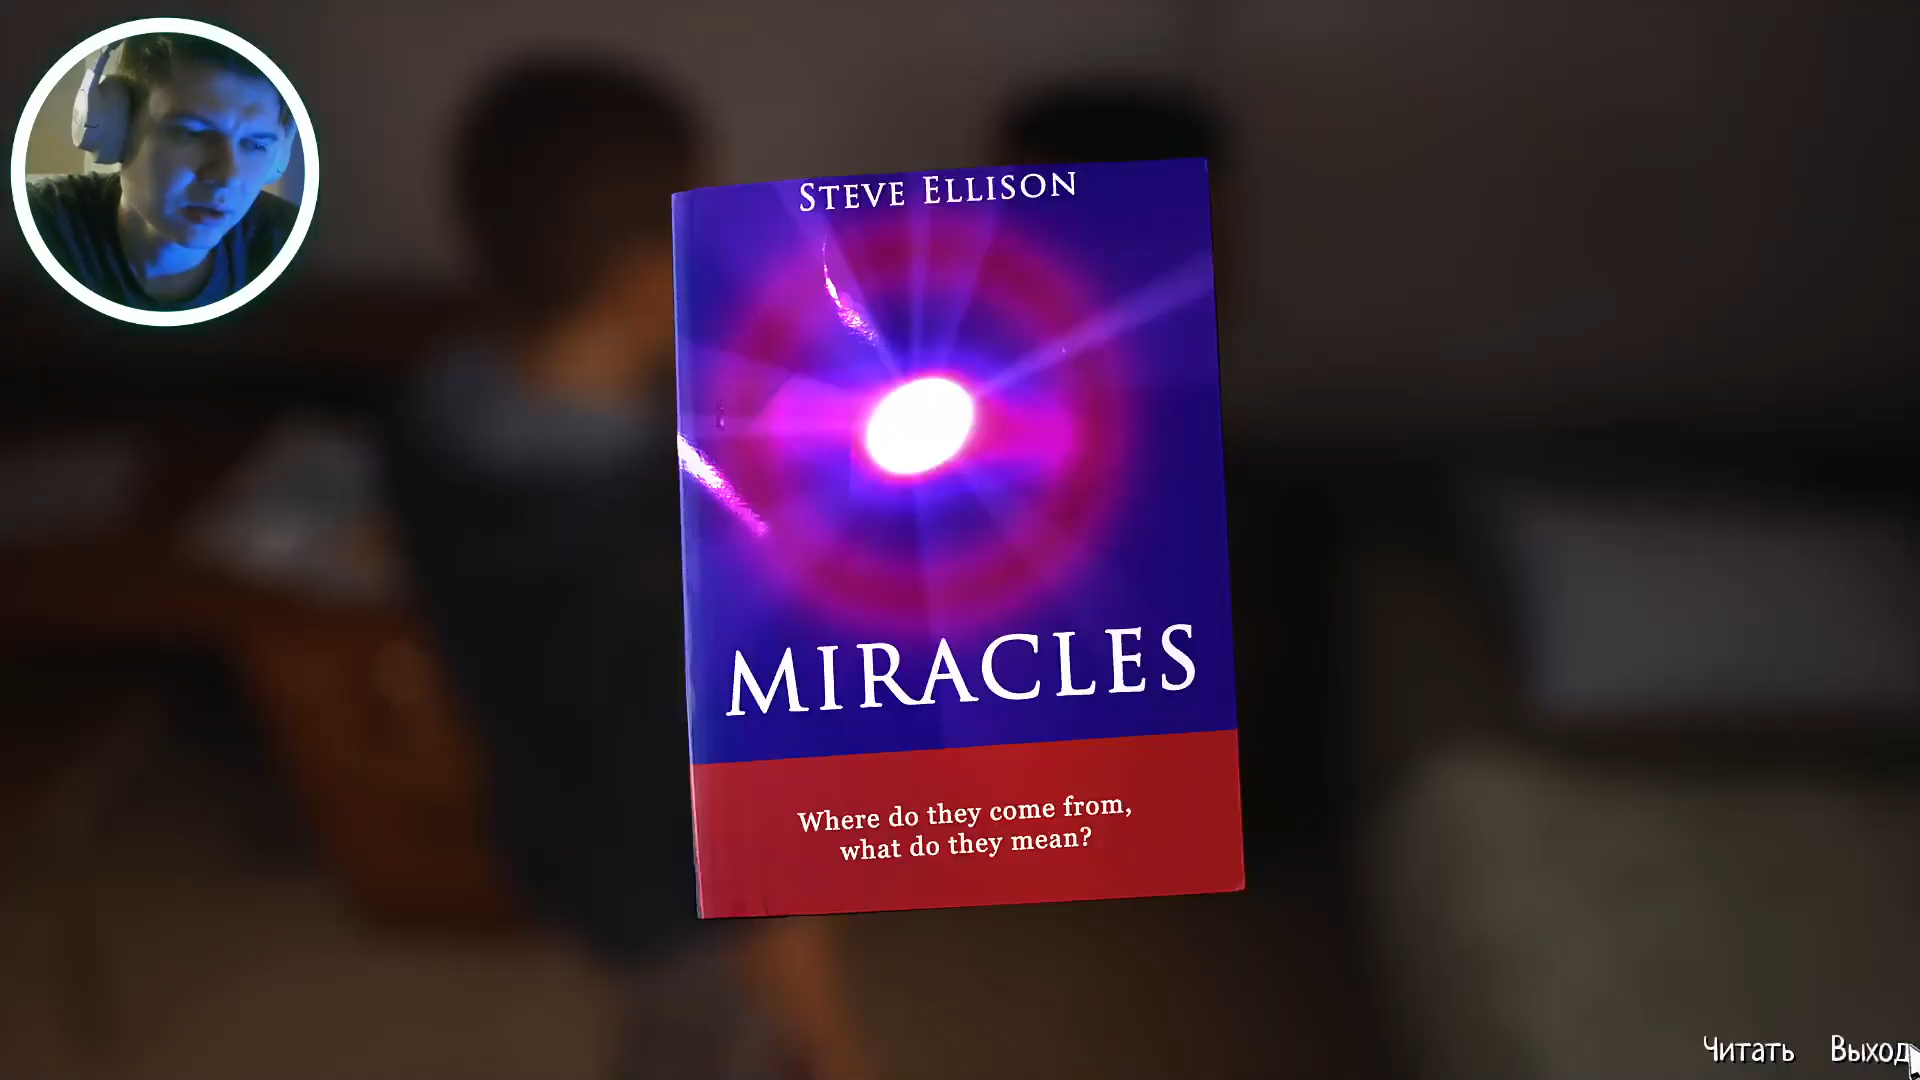 STEVE ELLISON
MIRACLES
Where do they come from,
what do they mean?
Читать Выход